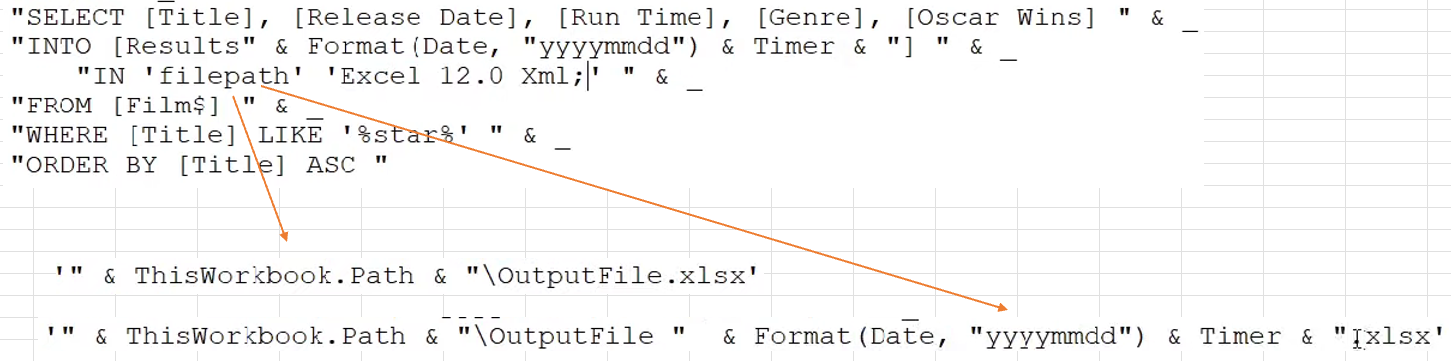 "SELECT [Title], [Release Date], [Run Time], [Genre], [Oscar Wins] " & _
"INTO [Results" & Format(Date, "yyyymmdd") & Timer & "] " & _
"IN 'filepath' 'Excel 12.0 Xml;' " & _
"FROM [Film$] " & _
"WHERE [Title] LIKE '%star%' " & _
"ORDER BY [Title] ASC "
'" & ThisWorkbook.Path & "\OutputFile.xlsx'
'" & ThisWorkbook.Path & "\OutputFile " & Format(Date, "yyyymmdd") & Timer & ".xlsx'